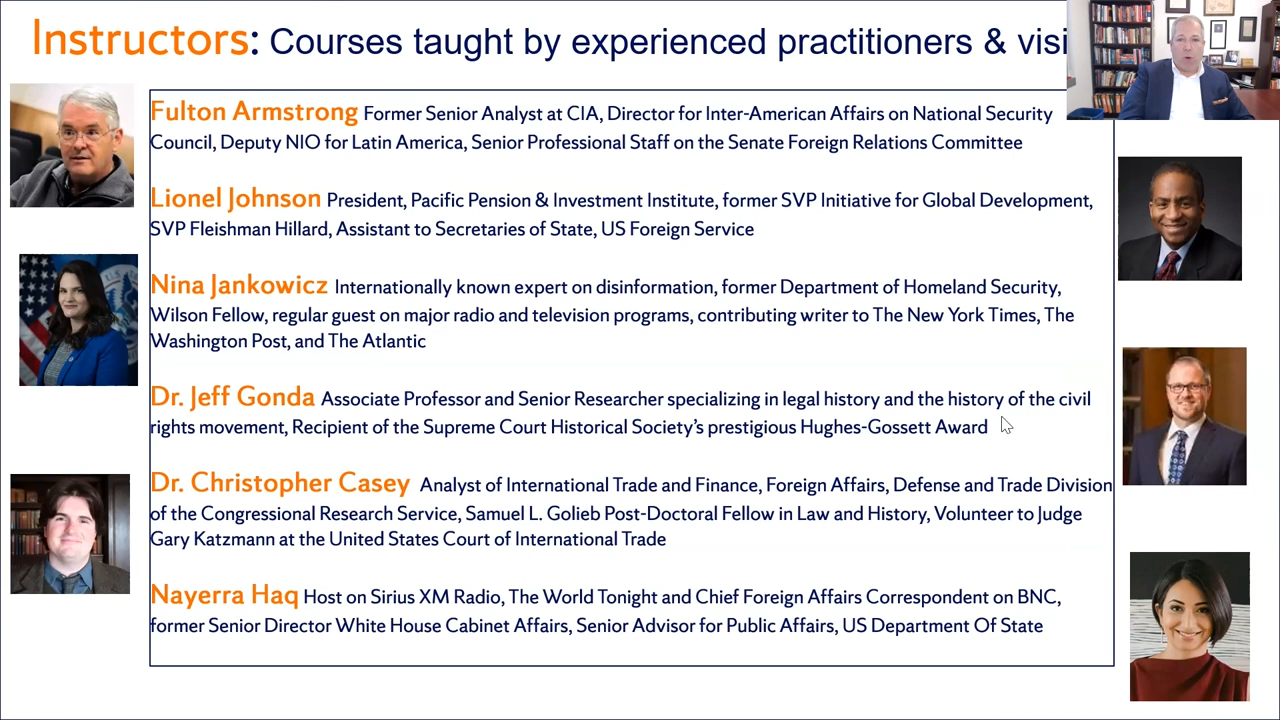 Instructors: Courses taught by experienced practitioners & visi
Fulton Armstrong Former Senior Analyst at CIA, Director for Inter-American Affairs on National Security
Council, Deputy NIO for Latin America, Senior Professional Staff on the Senate Foreign Relations Committee
Lionel Johnson President, Pacific Pension & Investment Institute, former SVP Initiative for Global Development,
SVP Fleishman Hillard, Assistant to Secretaries of State, US Foreign Service
Nina Jankowicz Internationally known expert on disinformation, former Department of Homeland Security,
Wilson Fellow, regular guest on major radio and television programs, contributing writer to The New York Times, The
Washington Post, and The Atlantic
Dr. Jeff Gonda Associate Professor and Senior Researcher specializing in legal history and the history of the civil
rights movement, Recipient of the Supreme Court Historical Society's prestigious Hughes-Gossett Award
Dr. Christopher Casey Analyst of International Trade and Finance, Foreign Affairs, Defense and Trade Division
of the Congressional Research Service, Samuel L. Golieb Post-Doctoral Fellow in Law and History, Volunteer to Judge
Gary Katzmann at the United States Court of International Trade
Nayerra Haq Host on Sirius XM Radio, The World Tonight and Chief Foreign Affairs Correspondent on BNC,
former Senior Director White House Cabinet Affairs, Senior Advisor for Public Affairs, US Department Of State